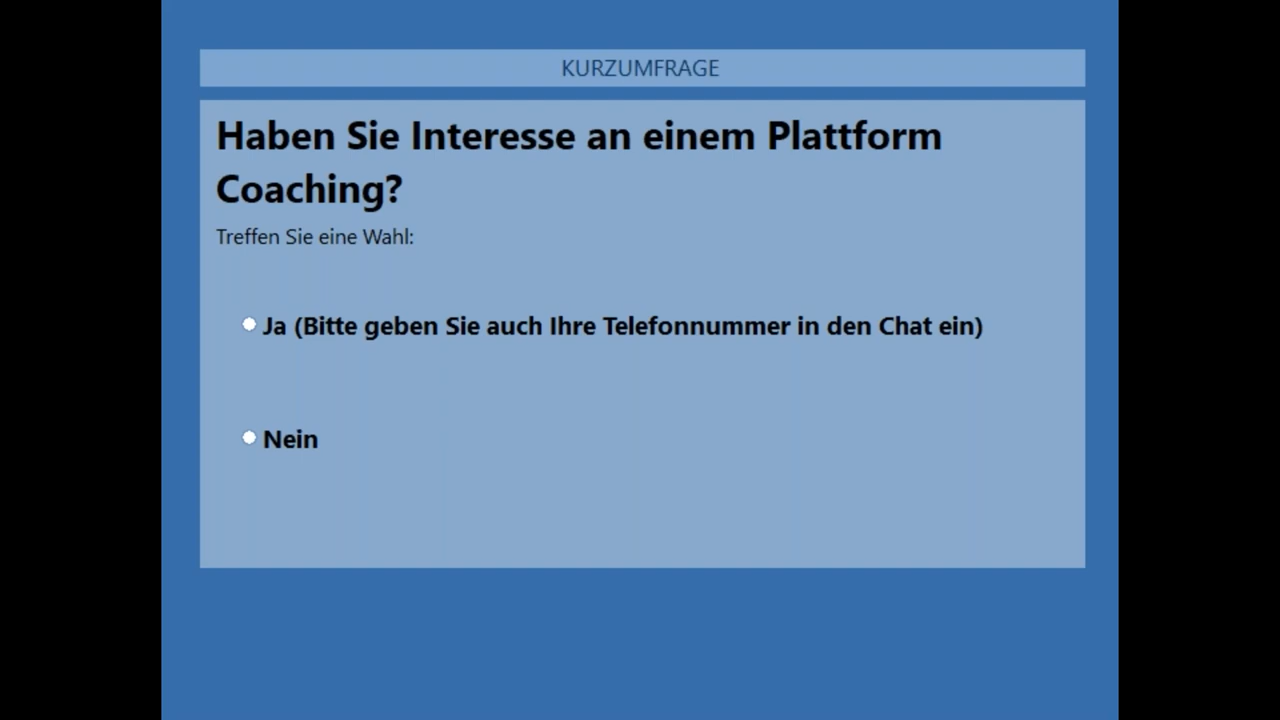 KURZUMFRAGE
Haben Sie Interesse an einem Plattform
Coaching?
Treffen Sie eine Wahl:
Ja (Bitte geben Sie auch Ihre Telefonnummer in den Chat ein)
Nein